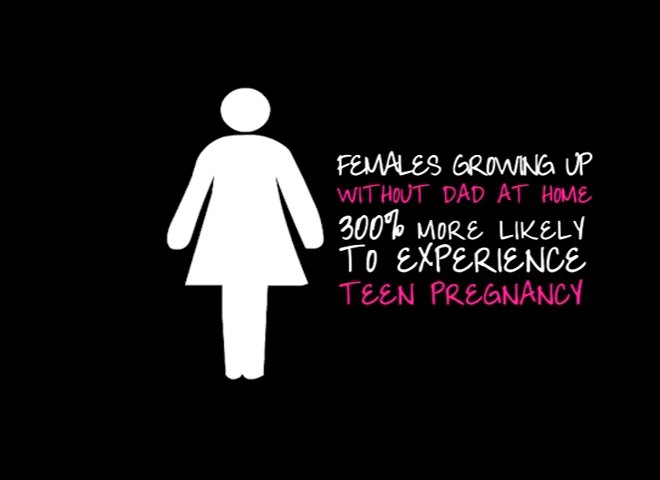 FEMALES GROWING UP
WITHOUT DAD AT HOME
300% MORE LIKELY
TO EXPERIENCE
TEEN PREGNANCY